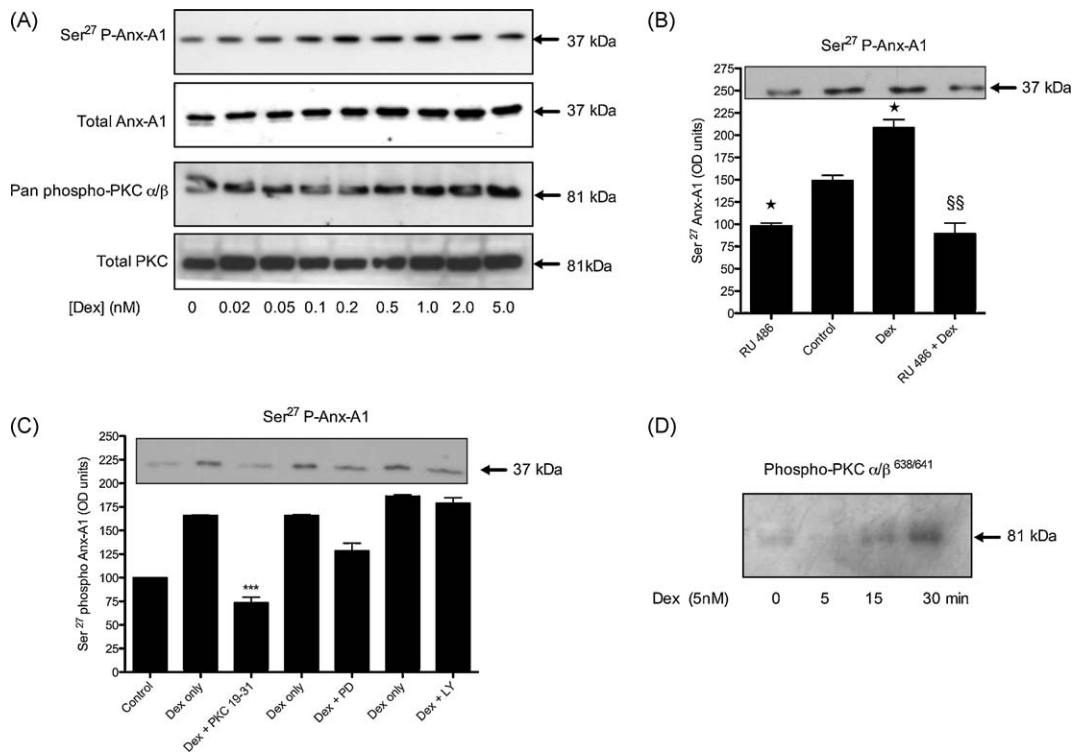 (A)
Ser27 P-Anx-A1
37 kDa
Total Anx-A1
37 kDa
Pan phospho-PKC α/β
81 kDa
Total PKC
81kDa
[Dex] (nM) 0 0.02 0.05 0.1 0.2 0.5 1.0 2.0 5.0
(B)
Ser27 P-Anx-A1
37 kDa
Ser 27 Anx-A1 (OD units)
275
250
225
200
175
150
125
100
75
50
25
0
★
★
§§
RU 486
Control
Dex
RU 486 + Dex
(C)
Ser27 P-Anx-A1
37 kDa
Ser 27 phospho Anx-A1 (OD units)
250
225
200
175
150
125
100
75
50
25
0
***
Control
Dex only
Dex + PKC 19-31
Dex only
Dex + PD
Dex only
Dex + LY
(D)
Phospho-PKC α/β 638/641
81 kDa
Dex (5nM) 0 5 15 30 min